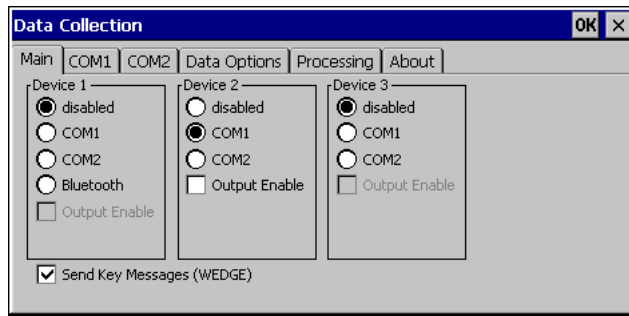 Data Collection OK ×
Main COM1 COM2 Data Options Processing About
Device 1 Device 2 Device 3
disabled disabled disabled
COM1 COM1 COM1
COM2 COM2 COM2
Bluetooth Output Enable Output Enable
Output Enable
Send Key Messages (WEDGE)